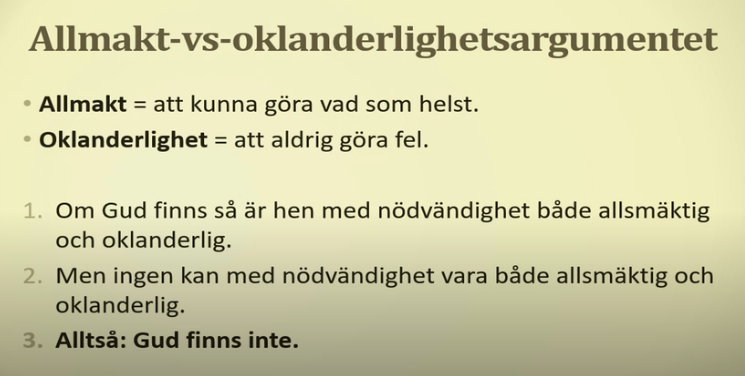 Allmakt-vs-oklanderlighetsargumentet
• Allmakt = att kunna göra vad som helst.
• Oklanderlighet = att aldrig göra fel.
1. Om Gud finns så är hen med nödvändighet både allsmäktig
och oklanderlig.
2. Men ingen kan med nödvändighet vara både allsmäktig och
oklanderlig.
3. Alltså: Gud finns inte.